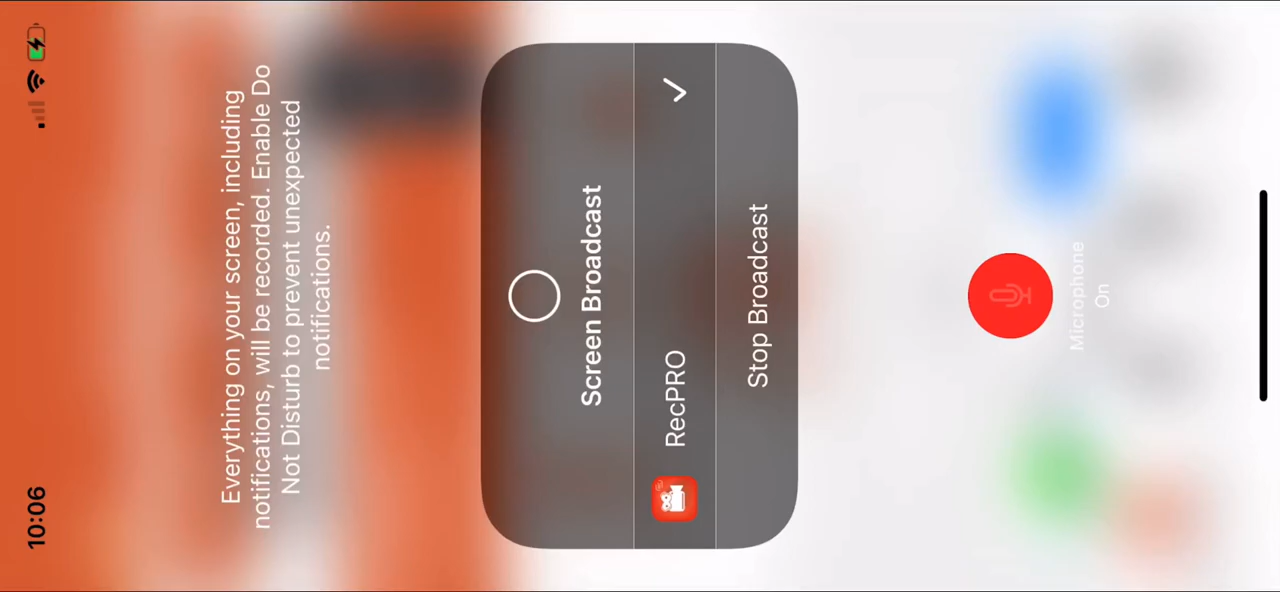 10:06
Everything on your screen, including
notifications, will be recorded. Enable Do
Not Disturb to prevent unexpected
notifications.
Screen Broadcast
RecPRO
Stop Broadcast
Microphone
On